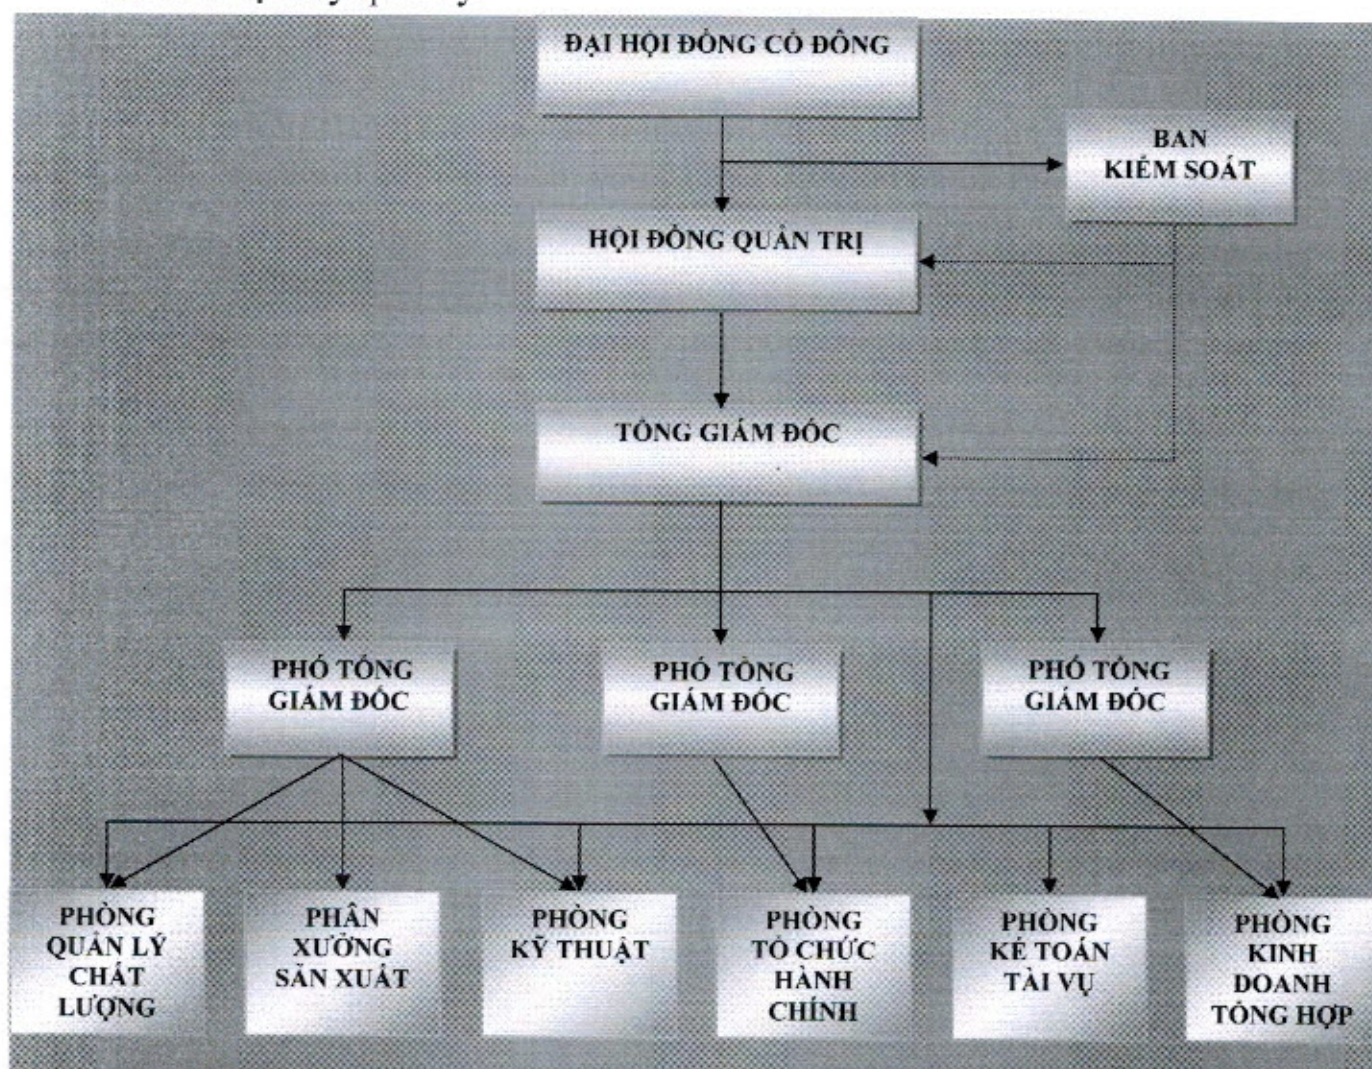 ĐẠI HỘI ĐỒNG CỔ ĐÔNG
BAN
KIỂM SOÁT
HỘI ĐỒNG QUẢN TRỊ
TỔNG GIÁM ĐỐC
PHÓ TỔNG
GIÁM ĐỐC
PHÓ TỔNG
GIÁM ĐỐC
PHÓ TỔNG
GIÁM ĐỐC
PHÒNG
QUẢN LÝ
CHẤT
LƯỢNG
PHÂN
XƯỞNG
SẢN XUẤT
PHÒNG
KỸ THUẬT
PHÒNG
TỔ CHỨC
HÀNH
CHÍNH
PHÒNG
KẾ TOÁN
TÀI VỤ
PHÒNG
KINH
DOANH
TỔNG HỢP